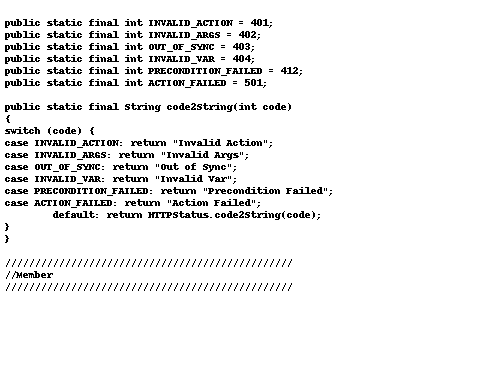 public static final int INVALID_ACTION = 401;
public static final int INVALID_ARGS = 402;
public static final int OUT_OF_SYNC = 403;
public static final int INVALID_VAR = 404;
public static final int PRECONDITION_FAILED = 412;
public static final int ACTION_FAILED = 501;
public static final String code2String(int code)
{
switch (code) {
case INVALID_ACTION: return "Invalid Action";
case INVALID_ARGS: return "Invalid Args";
case OUT_OF_SYNC: return "Out of Sync";
case INVALID_VAR: return "Invalid Var";
case PRECONDITION_FAILED: return "Precondition Failed";
case ACTION_FAILED: return "Action Failed";
default: return HTTPStatus.code2String(code);
}
}
////////////////////////////////////////////////
//Member
////////////////////////////////////////////////